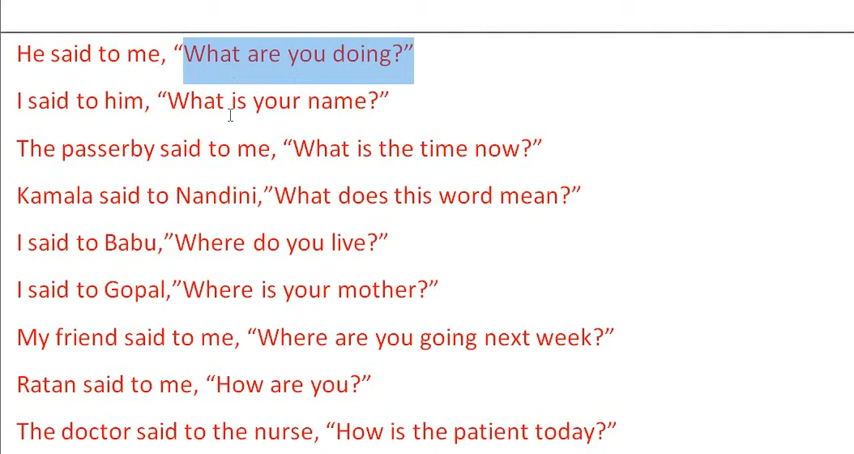 He said to me, “What are you doing?”
I said to him, “What is your name?”
The passerby said to me, “What is the time now?”
Kamala said to Nandini,”What does this word mean?”
I said to Babu,”Where do you live?”
I said to Gopal,”Where is your mother?”
My friend said to me, “Where are you going next week?”
Ratan said to me, “How are you?”
The doctor said to the nurse, “How is the patient today?”